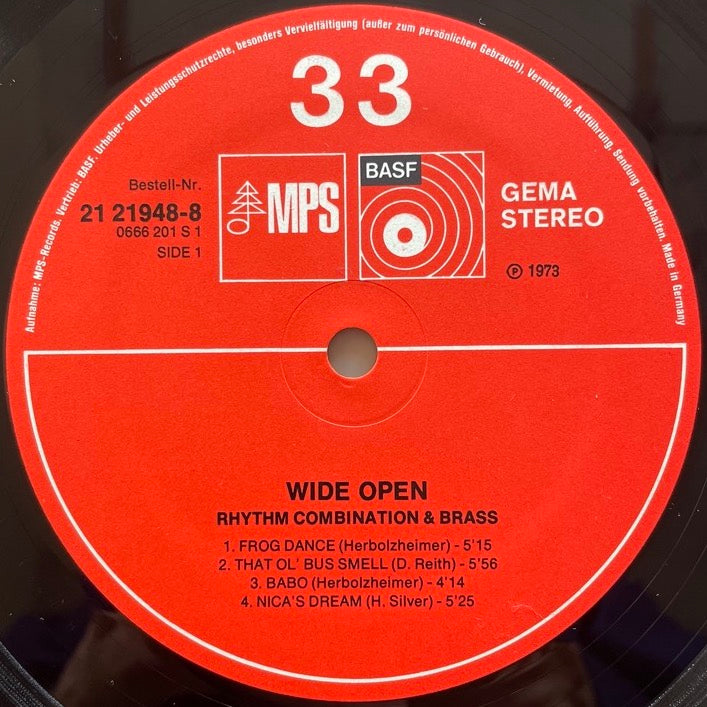 Aufnahme: MPS-Records. Vertrieb: BASF. Urheber- und Leistungsschutzrechte, besonders Vervielfältigung (außer zum persönlichen Gebrauch), Vermietung, Aufführung, Sendung vorbehalten. Made in Germany
33
Bestell-Nr.
21 21948-8
0666 201 S 1
SIDE 1
MPS
BASF
GEMA
STEREO
℗ 1973
WIDE OPEN
RHYTHM COMBINATION & BRASS
1. FROG DANCE (Herbolzheimer) - 5'15
2. THAT OL' BUS SMELL (D. Reith) - 5'56
3. BABO (Herbolzheimer) - 4'14
4. NICA'S DREAM (H. Silver) - 5'25